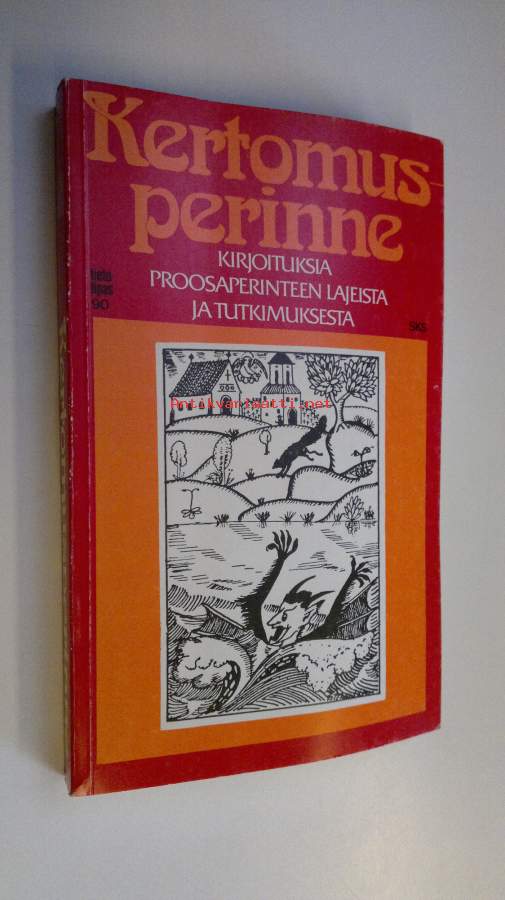 Kertomus-
perinne
KIRJOITUKSIA
PROOSAPERINTEEN LAJEISTA
JA TUTKIMUKSESTA
tieto
lipas
90
SKS
Antikvariaatti.net